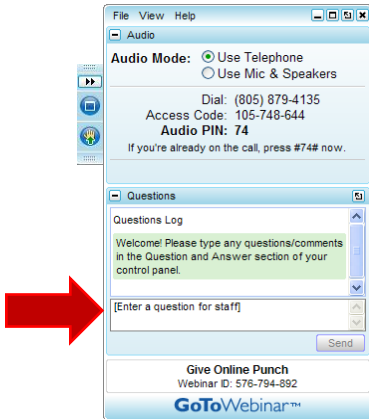 File View Help
Audio
Audio Mode: Use Telephone
Use Mic & Speakers
Dial: (805) 879-4135
Access Code: 105-748-644
Audio PIN: 74
If you're already on the call, press #74# now.
Questions
Questions Log
Welcome! Please type any questions/comments
in the Question and Answer section of your
control panel.
[Enter a question for staff]
Send
Give Online Punch
Webinar ID: 576-794-892
GoToWebinar™